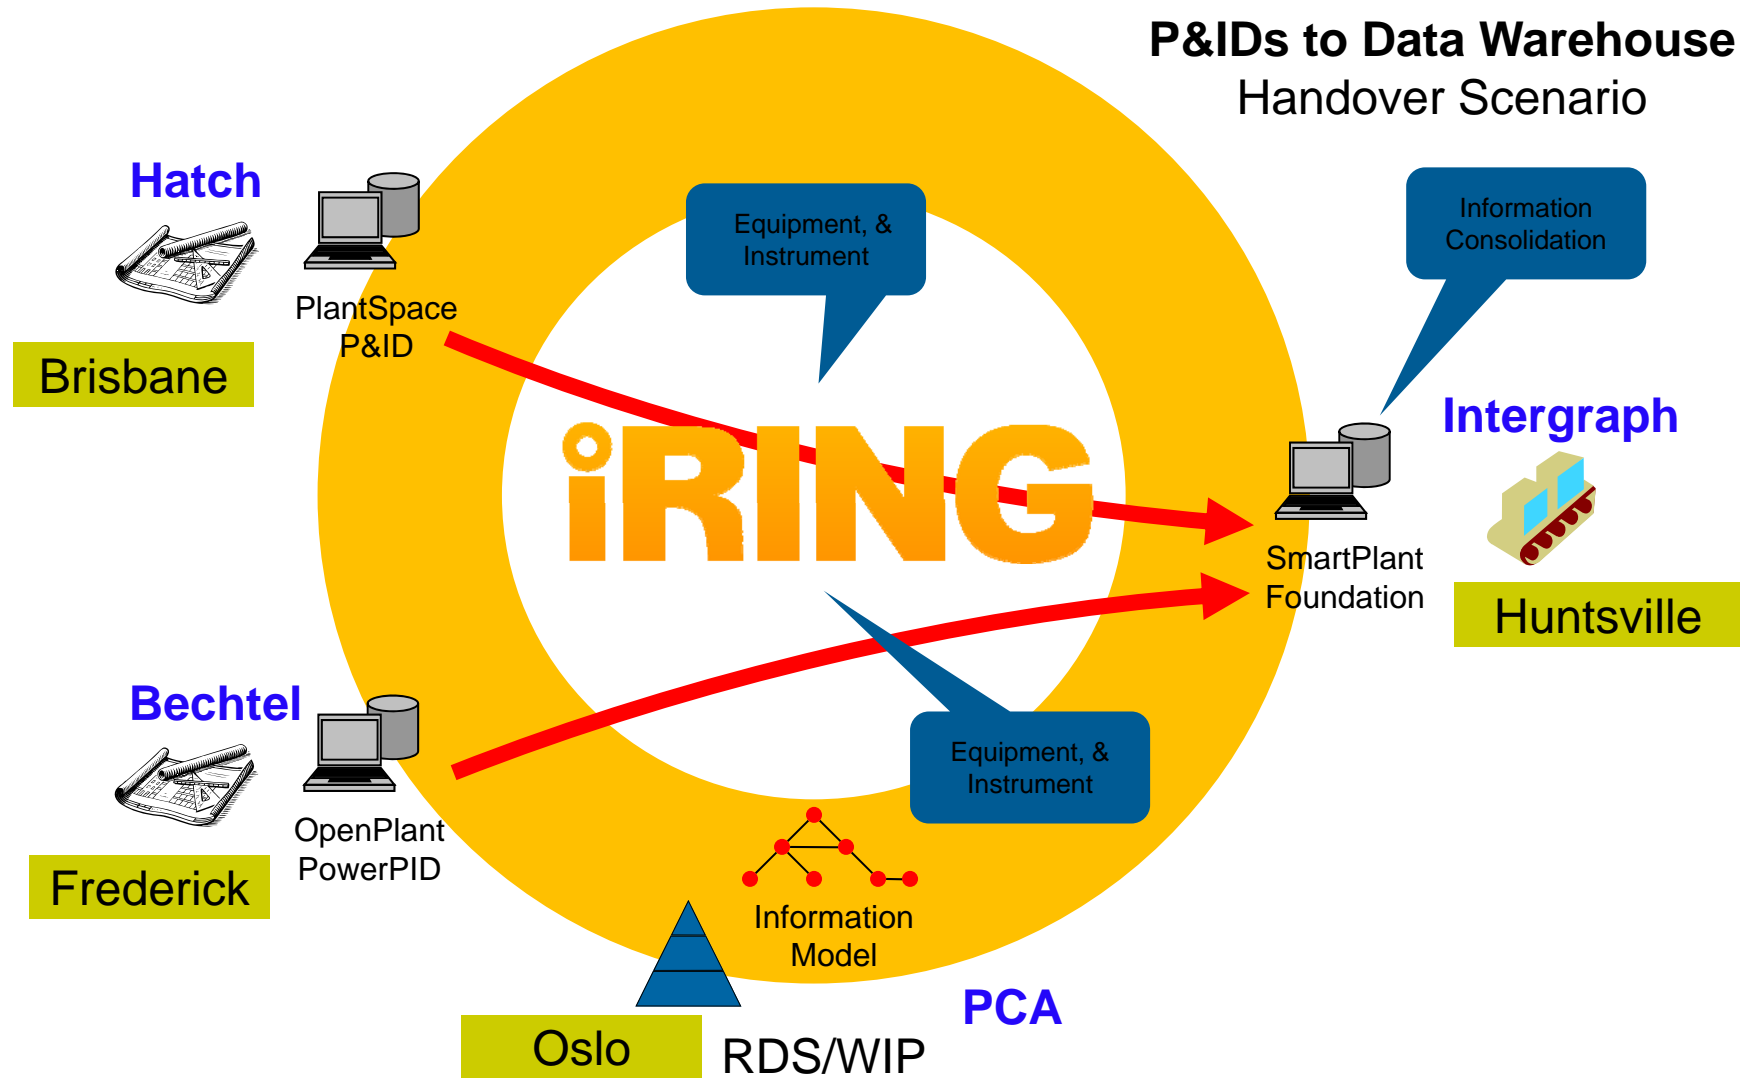 P&IDs to Data Warehouse
Handover Scenario
Hatch
PlantSpace
P&ID
Brisbane
Equipment, &
Instrument
Information
Consolidation
Intergraph
iRING
SmartPlant
Foundation
Huntsville
Bechtel
OpenPlant
PowerPID
Frederick
Equipment, &
Instrument
Information
Model
PCA
Oslo
RDS/WIP